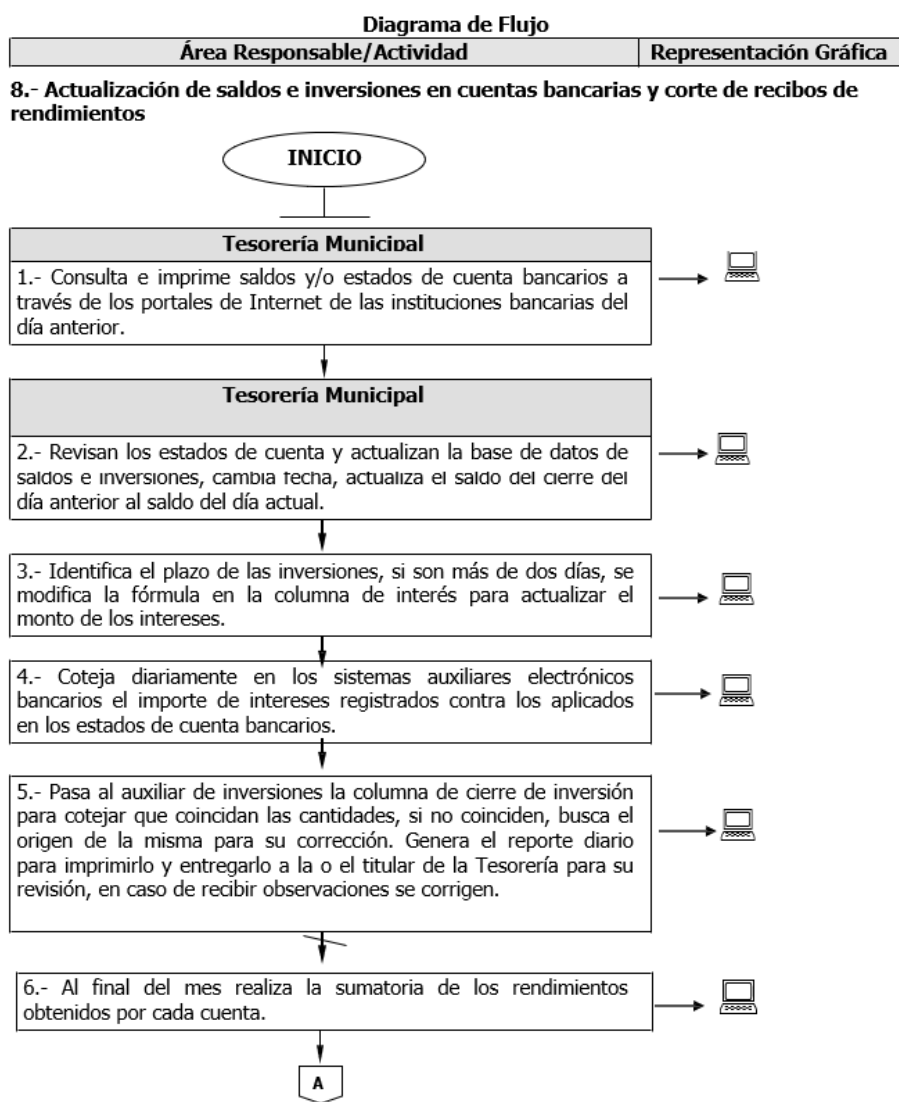 Diagrama de Flujo
Área Responsable/Actividad Representación Gráfica
8.- Actualización de saldos e inversiones en cuentas bancarias y corte de recibos de
rendimientos
INICIO
Tesorería Municipal
1.- Consulta e imprime saldos y/o estados de cuenta bancarios a
través de los portales de Internet de las instituciones bancarias del
día anterior.
Tesorería Municipal
2.- Revisan los estados de cuenta y actualizan la base de datos de
saldos e inversiones, cambia fecha, actualiza el saldo del cierre del
día anterior al saldo del día actual.
3.- Identifica el plazo de las inversiones, si son más de dos días, se
modifica la fórmula en la columna de interés para actualizar el
monto de los intereses.
4.- Coteja diariamente en los sistemas auxiliares electrónicos
bancarios el importe de intereses registrados contra los aplicados
en los estados de cuenta bancarios.
5.- Pasa al auxiliar de inversiones la columna de cierre de inversión
para cotejar que coincidan las cantidades, si no coinciden, busca el
origen de la misma para su corrección. Genera el reporte diario
para imprimirlo y entregarlo a la o el titular de la Tesorería para su
revisión, en caso de recibir observaciones se corrigen.
6.- Al final del mes realiza la sumatoria de los rendimientos
obtenidos por cada cuenta.
A